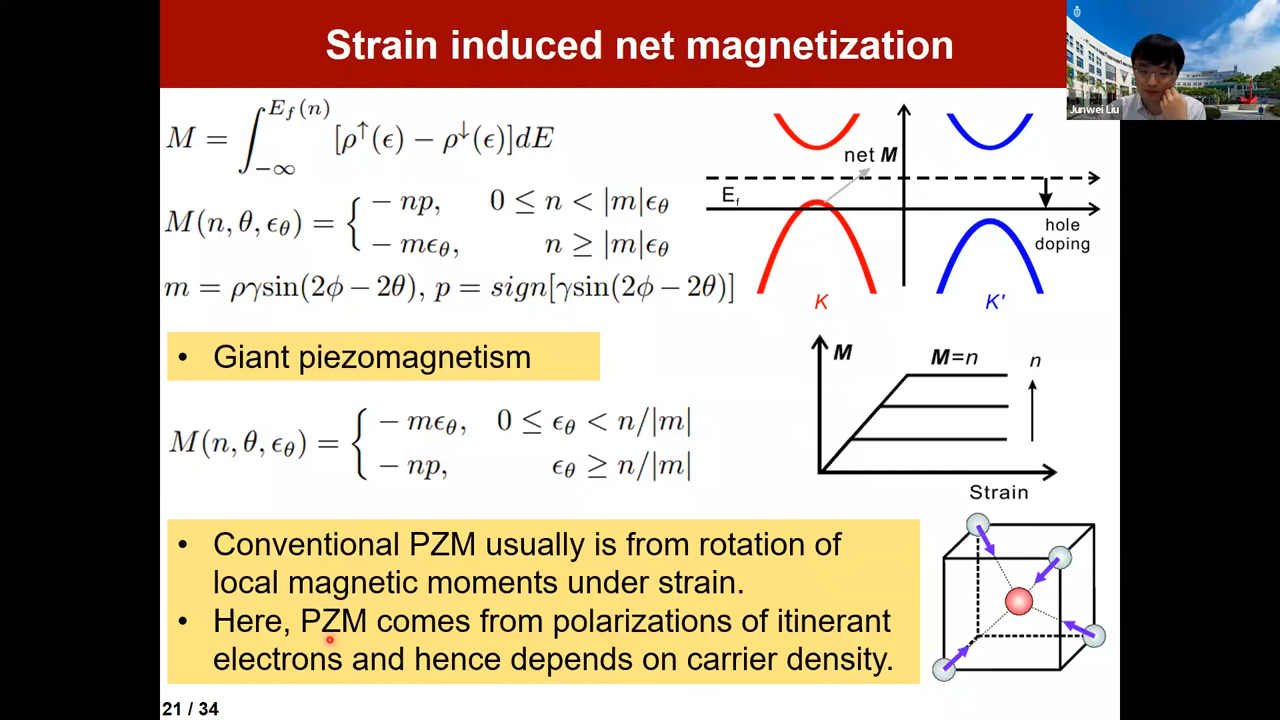 Strain induced net magnetization
Junwei Liu
M = ∫_{-∞}^{E_f(n)} [ρ^↑(ϵ) − ρ^↓(ϵ)]dE
M(n, θ, ϵ_θ) = { − np, 0 ≤ n < |m|ϵ_θ
− mϵ_θ, n ≥ |m|ϵ_θ
m = ργsin(2ϕ − 2θ), p = sign[γsin(2ϕ − 2θ)]
net M
E_f
hole
doping
K
K'
• Giant piezomagnetism
M(n, θ, ϵ_θ) = { − mϵ_θ, 0 ≤ ϵ_θ < n/|m|
− np, ϵ_θ ≥ n/|m|
M
M=n
n
Strain
• Conventional PZM usually is from rotation of
local magnetic moments under strain.
• Here, PZM comes from polarizations of itinerant
electrons and hence depends on carrier density.
21 / 34